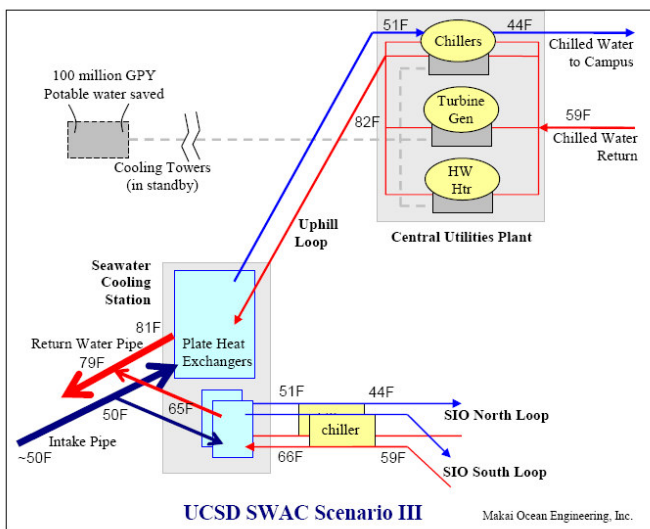 51F
44F
Chillers
Chilled Water
to Campus
100 million GPY
Potable water saved
Turbine
Gen
82F
59F
Chilled Water
Return
Cooling Towers
(in standby)
HW
Htr
Uphill
Loop
Central Utilities Plant
Seawater
Cooling
Station
81F
Return Water Pipe
79F
Plate Heat
Exchangers
50F
65F
51F
44F
SIO North Loop
chiller
Intake Pipe
~50F
66F
59F
SIO South Loop
UCSD SWAC Scenario III
Makai Ocean Engineering, Inc.